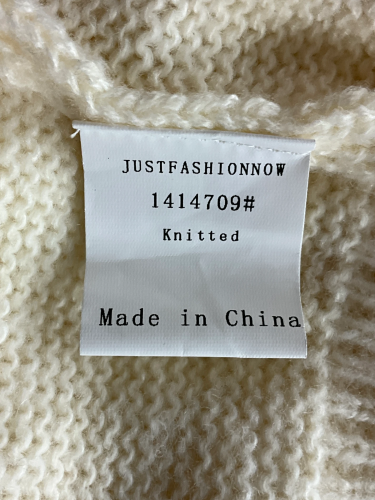 JUSTFASHIONNOW
1414709#
Knitted
Made in China